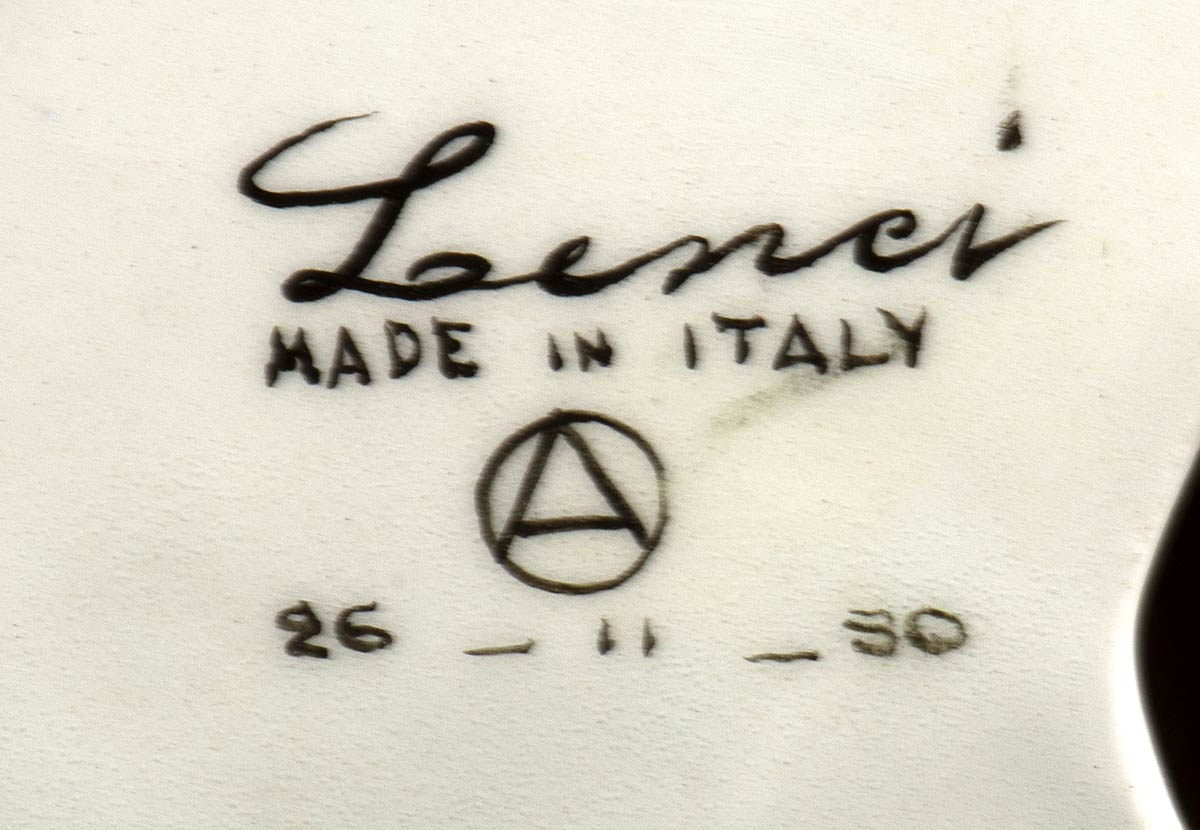 Lenci
MADE IN ITALY
A
26 _ 11 _ 30